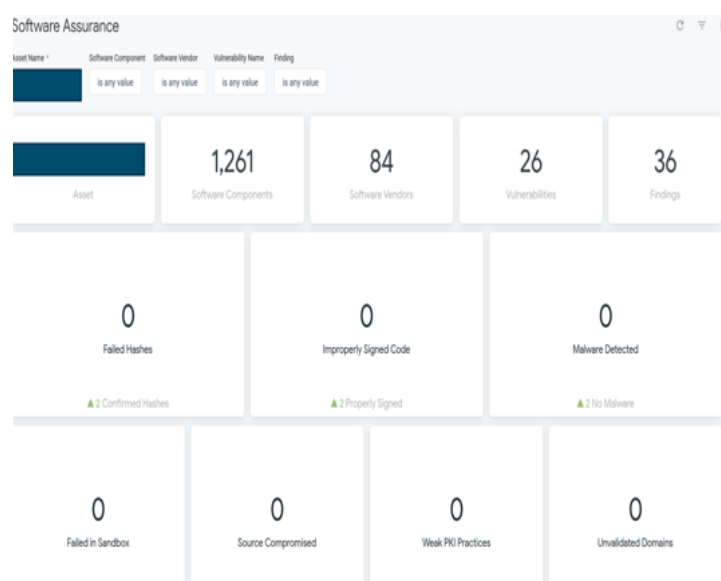 Software Assurance
Asset Name * Software Component Software Vendor Vulnerability Name Finding
is any value is any value is any value is any value
1,261 84 26 36
Asset Software Components Software Vendors Vulnerabilities Findings
0 0 0
Failed Hashes Improperly Signed Code Malware Detected
▲ 2 Confirmed Hashes ▲ 2 Properly Signed ▲ 2 No Malware
0 0 0 0
Failed in Sandbox Source Compromised Weak PKI Practices Unvalidated Domains